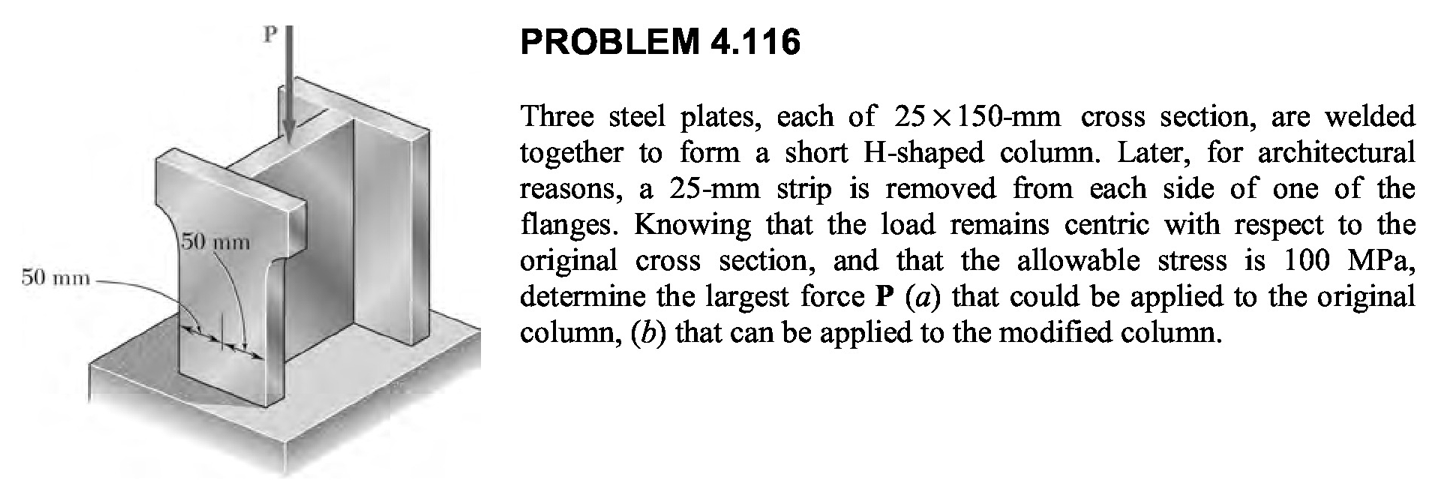 P
PROBLEM 4.116
Three steel plates, each of 25 × 150-mm cross section, are welded
together to form a short H-shaped column. Later, for architectural
reasons, a 25-mm strip is removed from each side of one of the
flanges. Knowing that the load remains centric with respect to the
original cross section, and that the allowable stress is 100 MPa,
determine the largest force P (a) that could be applied to the original
column, (b) that can be applied to the modified column.
50 mm
50 mm